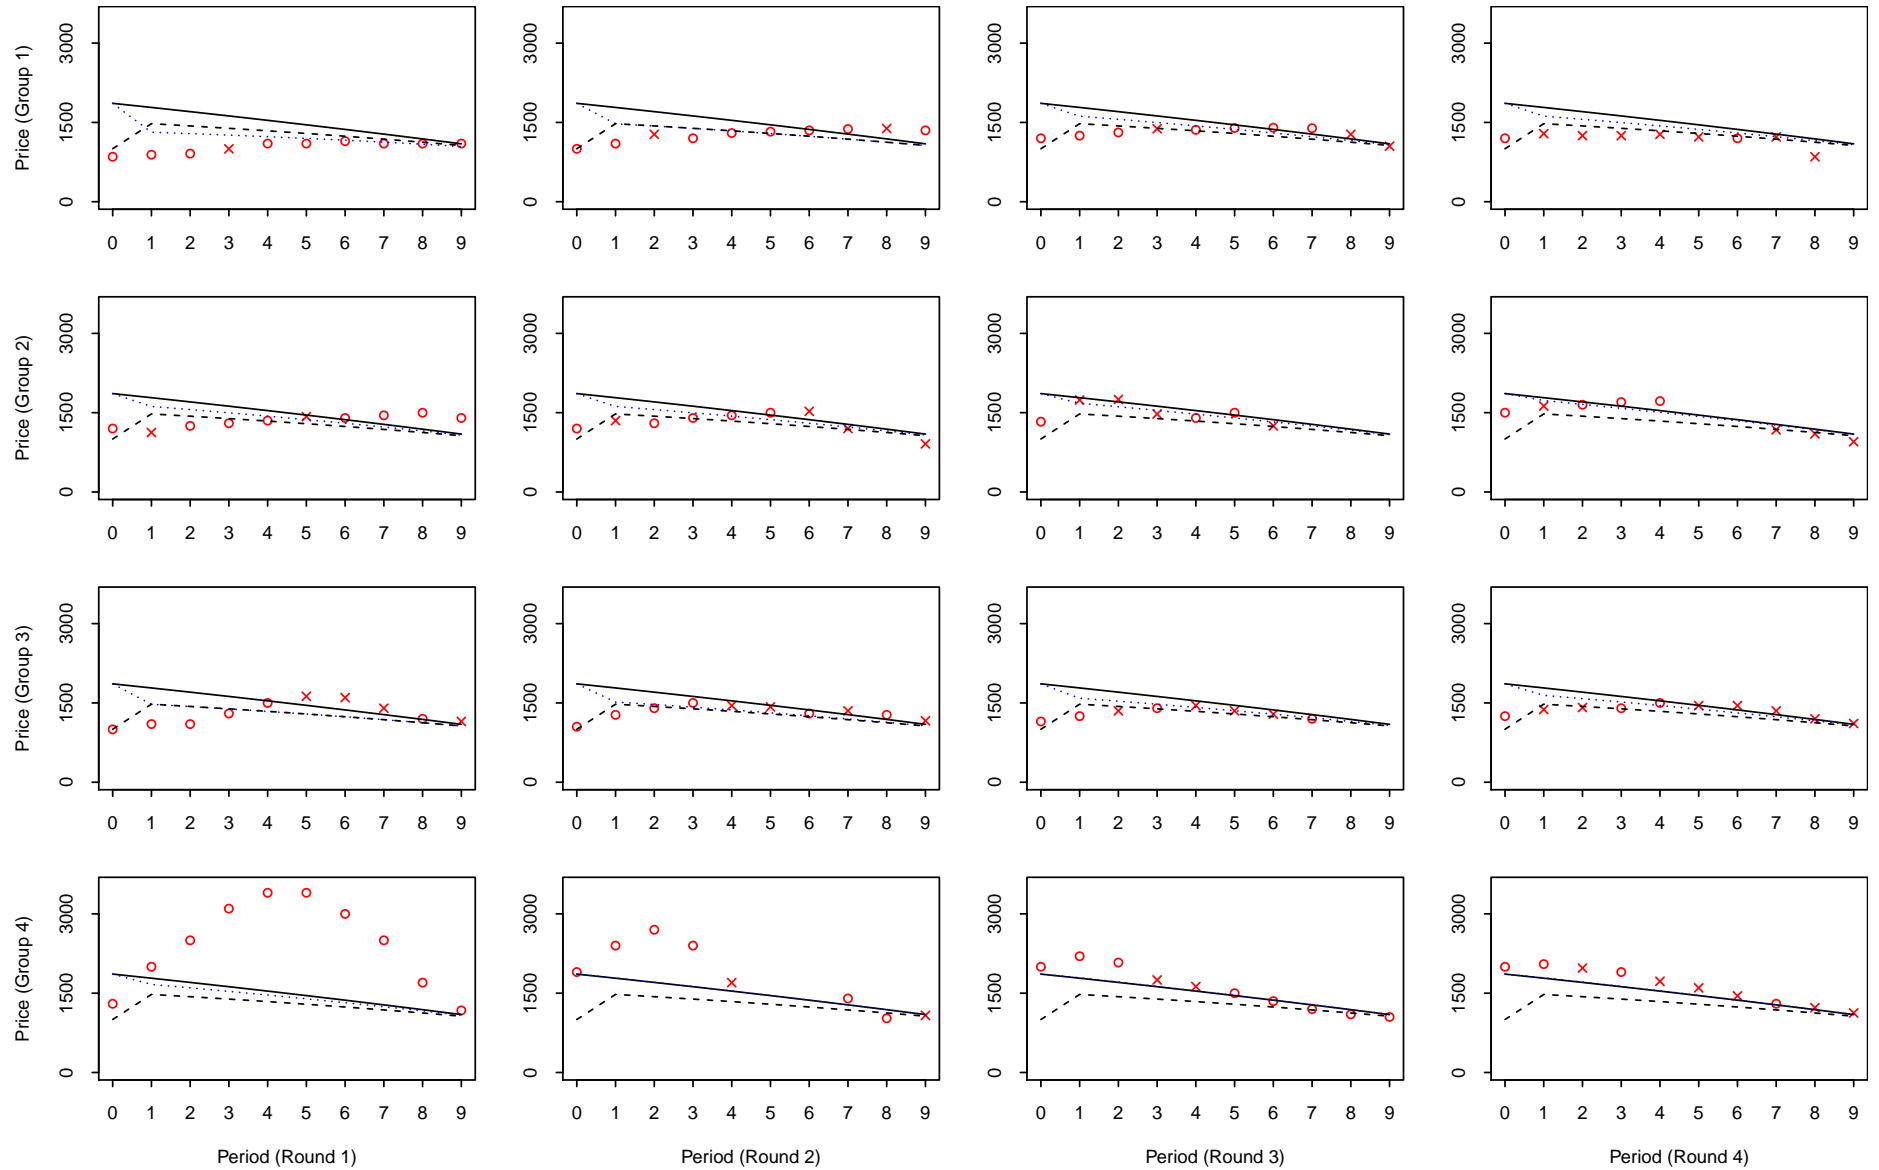 Price (Group 1)
0 1500 3000
0 1 2 3 4 5 6 7 8 9
0 1500 3000
0 1 2 3 4 5 6 7 8 9
0 1500 3000
0 1 2 3 4 5 6 7 8 9
0 1500 3000
0 1 2 3 4 5 6 7 8 9
Price (Group 2)
0 1500 3000
0 1 2 3 4 5 6 7 8 9
0 1500 3000
0 1 2 3 4 5 6 7 8 9
0 1500 3000
0 1 2 3 4 5 6 7 8 9
0 1500 3000
0 1 2 3 4 5 6 7 8 9
Price (Group 3)
0 1500 3000
0 1 2 3 4 5 6 7 8 9
0 1500 3000
0 1 2 3 4 5 6 7 8 9
0 1500 3000
0 1 2 3 4 5 6 7 8 9
0 1500 3000
0 1 2 3 4 5 6 7 8 9
Price (Group 4)
0 1500 3000
0 1 2 3 4 5 6 7 8 9
Period (Round 1)
0 1500 3000
0 1 2 3 4 5 6 7 8 9
Period (Round 2)
0 1500 3000
0 1 2 3 4 5 6 7 8 9
Period (Round 3)
0 1500 3000
0 1 2 3 4 5 6 7 8 9
Period (Round 4)